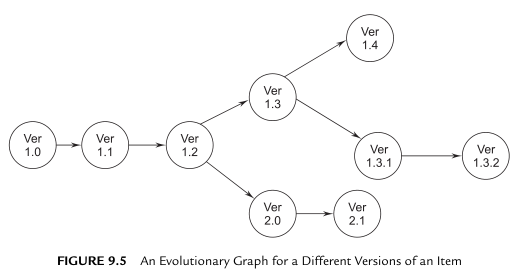 Ver
1.4
Ver
1.3
Ver
1.0
Ver
1.1
Ver
1.2
Ver
1.3.1
Ver
1.3.2
Ver
2.0
Ver
2.1
FIGURE 9.5 An Evolutionary Graph for a Different Versions of an Item